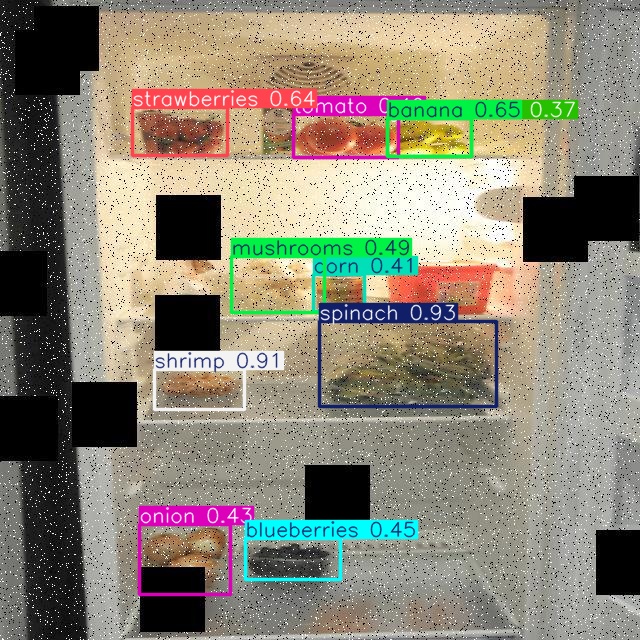 strawberries 0.64
tomato
banana 0.65 0.37
mushrooms 0.49
corn 0.41
spinach 0.93
shrimp 0.91
onion 0.43
blueberries 0.45